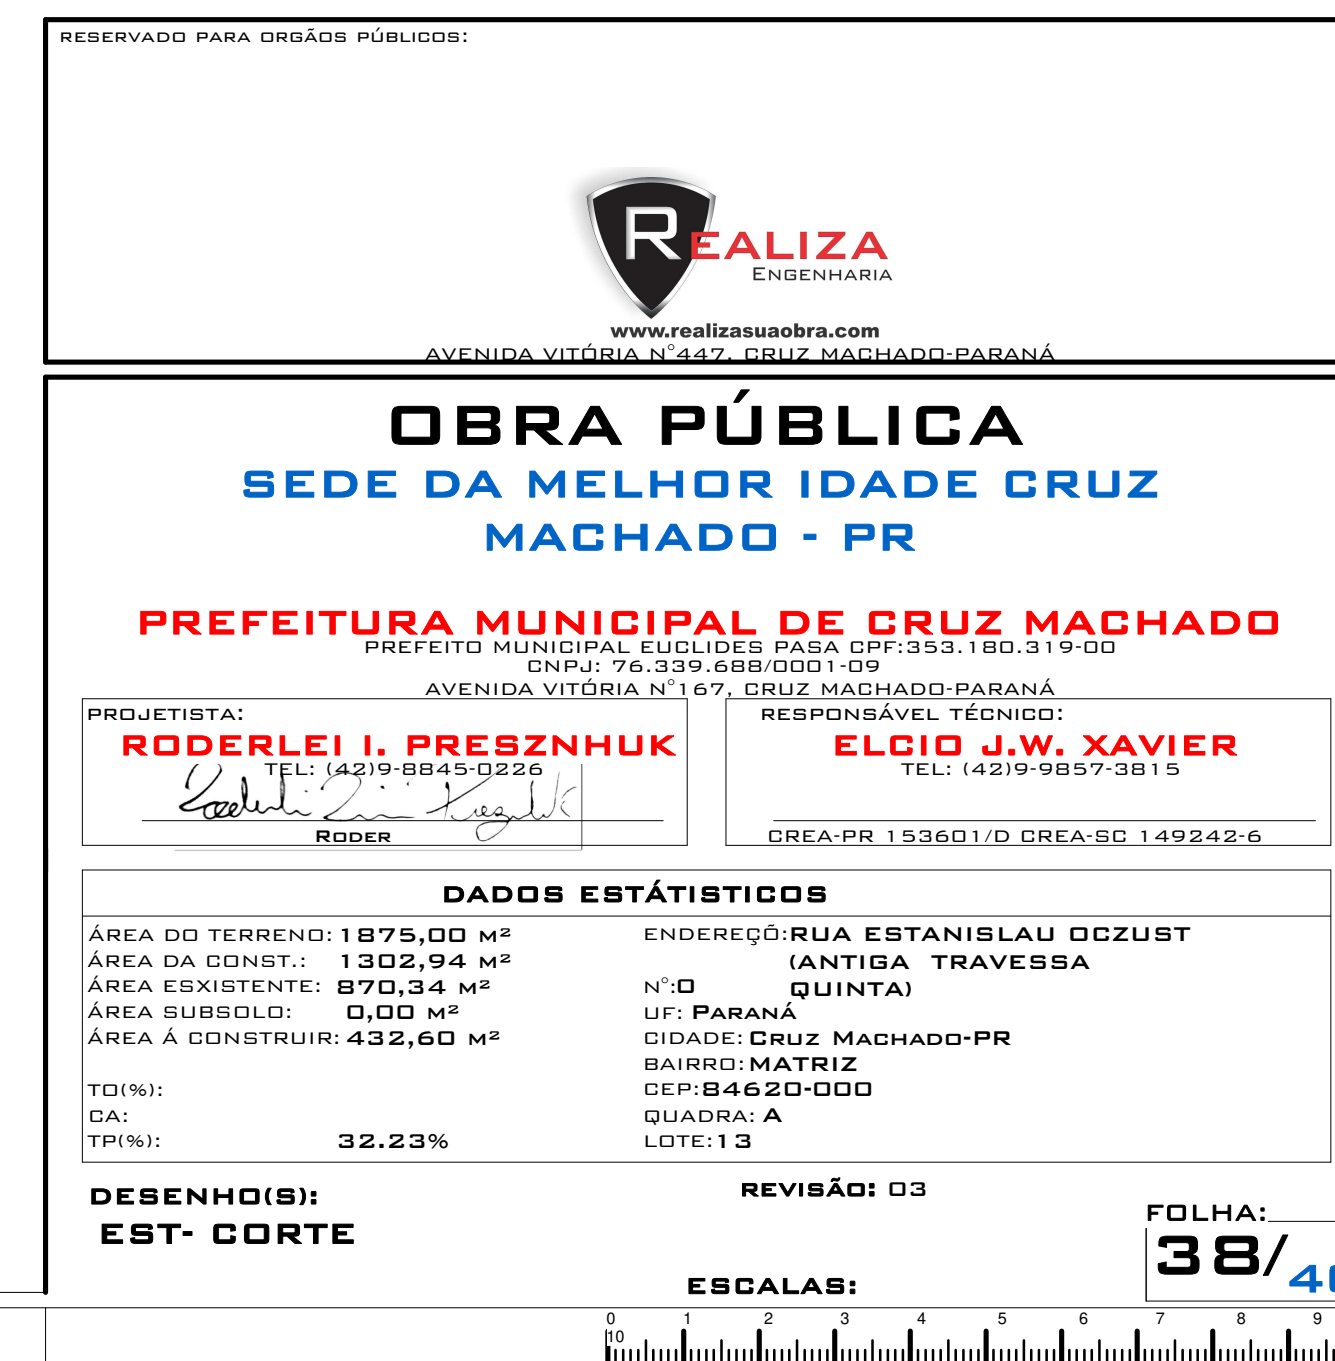 RESERVADO PARA ORGÃOS PÚBLICOS:
REALIZA
ENGENHARIA
www.realizasuaobra.com
AVENIDA VITÓRIA N°447, CRUZ MACHADO-PARANÁ
OBRA PÚBLICA
SEDE DA MELHOR IDADE CRUZ
MACHADO - PR
PREFEITURA MUNICIPAL DE CRUZ MACHADO
PREFEITO MUNICIPAL EUCLIDES PASA CPF:353.180.319-00
CNPJ: 76.339.688/0001-09
AVENIDA VITÓRIA N°167, CRUZ MACHADO-PARANÁ
PROJETISTA:
RODERLEI I. PRESZNHUK
TEL: (42)9-8845-0226
RODER
RESPONSÁVEL TÉCNICO:
ELCIO J.W. XAVIER
TEL: (42)9-9857-3815
CREA-PR 153601/D CREA-SC 149242-6
DADOS ESTÁTISTICOS
ÁREA DO TERRENO: 1875,00 M²
ÁREA DA CONST.: 1302,94 M²
ÁREA ESXISTENTE: 870,34 M²
ÁREA SUBSOLO: 0,00 M²
ÁREA Á CONSTRUIR: 432,60 M²
TO(%):
CA:
TP(%): 32.23%
ENDEREÇÕ: RUA ESTANISLAU OCZUST
(ANTIGA TRAVESSA
N°:0 QUINTA)
UF: PARANÁ
CIDADE: CRUZ MACHADO-PR
BAIRRO: MATRIZ
CEP: 84620-000
QUADRA: A
LOTE: 13
DESENHO(S):
EST- CORTE
REVISÃO: 03
FOLHA:
38/
ESCALAS:
0 1 2 3 4 5 6 7 8 9
10